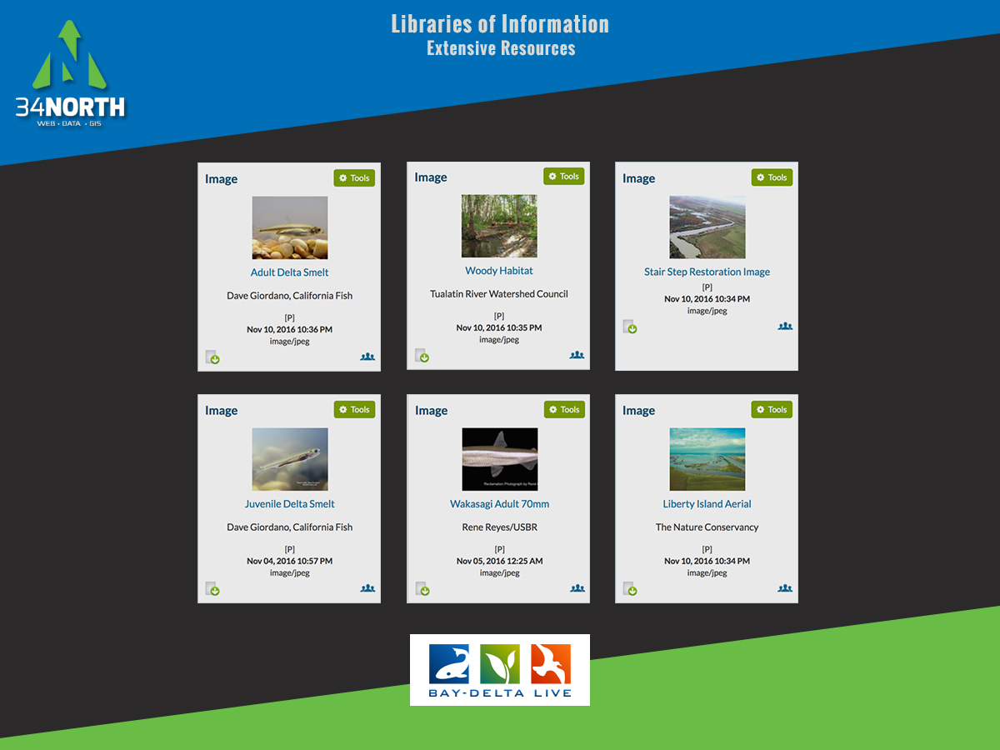 Libraries of Information
Extensive Resources
34NORTH
WEB • DATA • GIS
Image
Tools
Adult Delta Smelt
Dave Giordano, California Fish
[P]
Nov 10, 2016 10:36 PM
image/jpeg
Image
Tools
Woody Habitat
Tualatin River Watershed Council
[P]
Nov 10, 2016 10:35 PM
image/jpeg
Image
Tools
Stair Step Restoration Image
[P]
Nov 10, 2016 10:34 PM
image/jpeg
Image
Tools
Juvenile Delta Smelt
Dave Giordano, California Fish
[P]
Nov 04, 2016 10:57 PM
image/jpeg
Image
Tools
Reclamation Photograph by René
Wakasagi Adult 70mm
Rene Reyes/USBR
[P]
Nov 05, 2016 12:25 AM
image/jpeg
Image
Tools
Liberty Island Aerial
The Nature Conservancy
[P]
Nov 10, 2016 10:34 PM
image/jpeg
BAY-DELTA LIVE